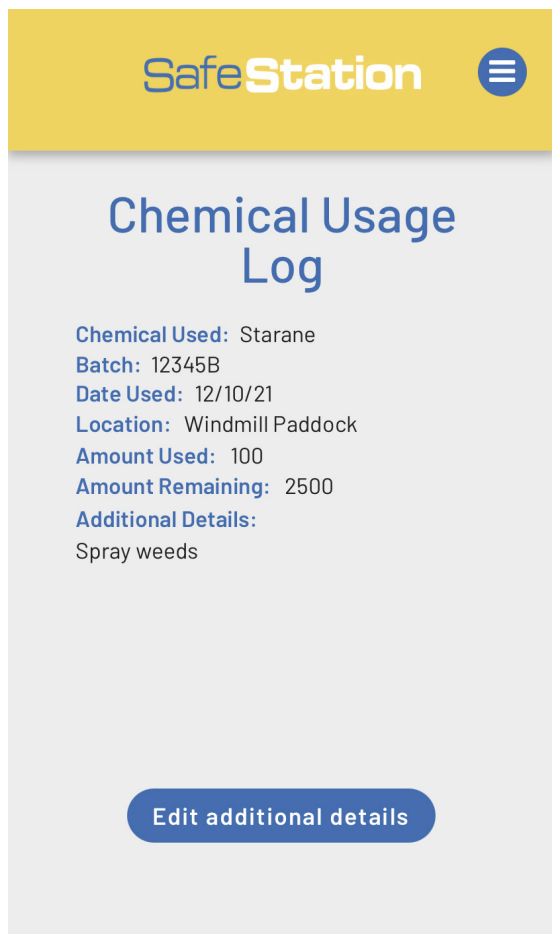 SafeStation
Chemical Usage
Log
Chemical Used: Starane
Batch: 12345B
Date Used: 12/10/21
Location: Windmill Paddock
Amount Used: 100
Amount Remaining: 2500
Additional Details:
Spray weeds
Edit additional details